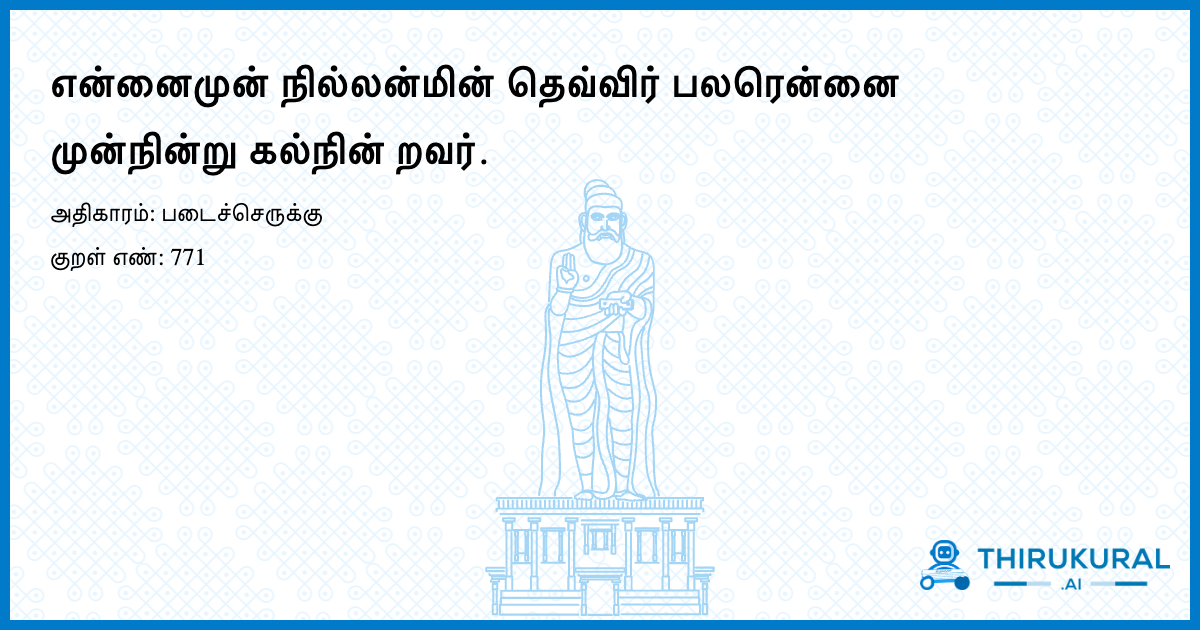 என்னைமுன் நில்லன்மின் தெவ்விர் பலரென்னை
முன்நின்று கல்நின் றவர்.
அதிகாரம்: படைச்செருக்கு
குறள் எண்: 771
THIRUKURAL
.AI